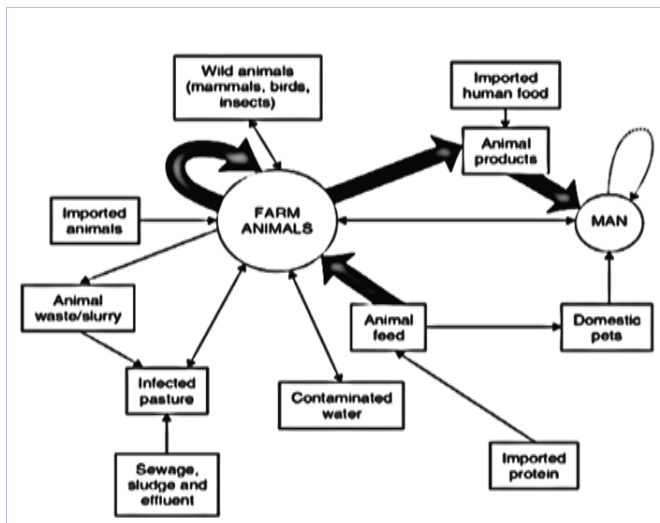 Wild animals
(mammals, birds,
insects)
Imported
human food
Animal
products
FARM
ANIMALS
MAN
Imported
animals
Animal
waste/slurry
Animal
feed
Domestic
pets
Infected
pasture
Contaminated
water
Imported
protein
Sewage,
sludge and
effluent